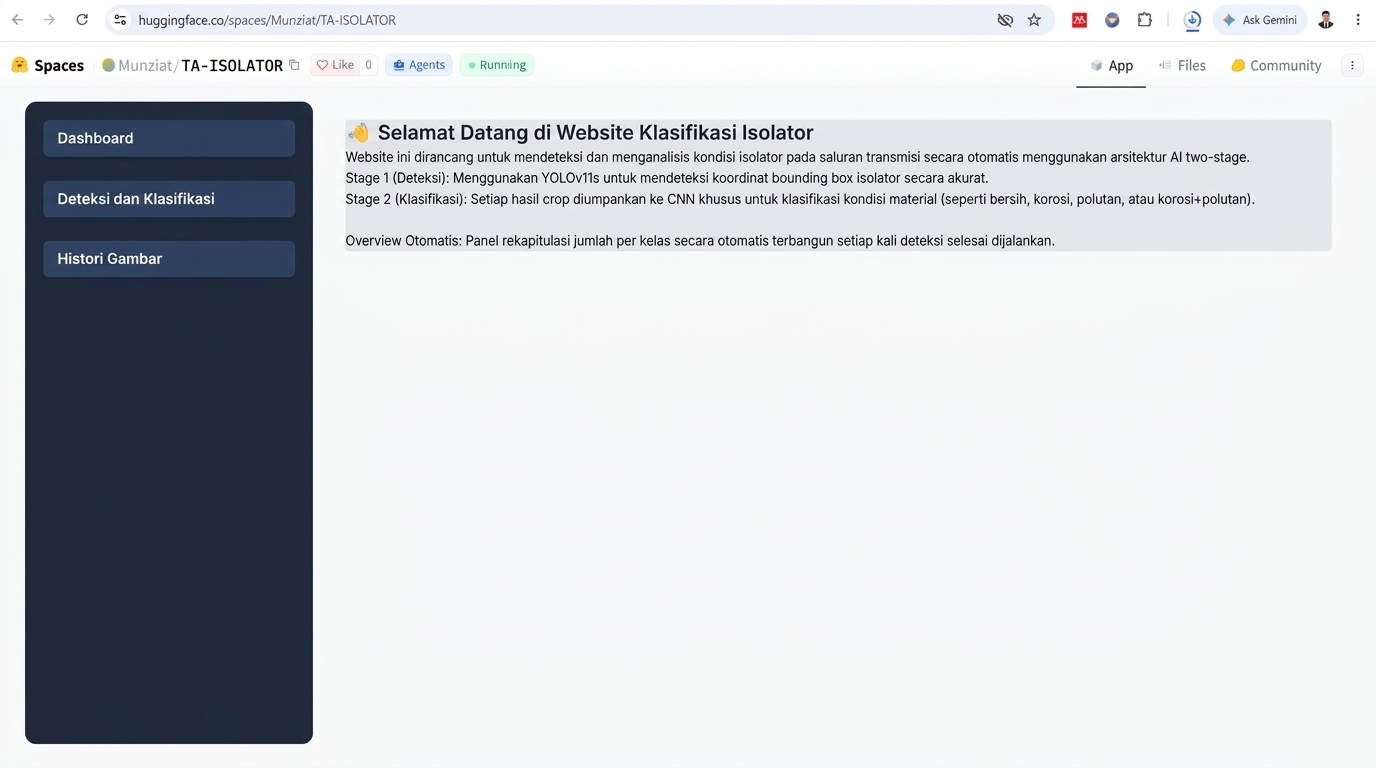 huggingface.co/spaces/Munziat/TA-ISOLATOR
Ask Gemini
Spaces
Munziat/TA-ISOLATOR
Like 0
Agents
Running
App
Files
Community
Dashboard
Deteksi dan Klasifikasi
Histori Gambar
👋 Selamat Datang di Website Klasifikasi Isolator
Website ini dirancang untuk mendeteksi dan menganalisis kondisi isolator pada saluran transmisi secara otomatis menggunakan arsitektur AI two-stage.
Stage 1 (Deteksi): Menggunakan YOLOv11s untuk mendeteksi koordinat bounding box isolator secara akurat.
Stage 2 (Klasifikasi): Setiap hasil crop diumpankan ke CNN khusus untuk klasifikasi kondisi material (seperti bersih, korosi, polutan, atau korosi+polutan).
Overview Otomatis: Panel rekapitulasi jumlah per kelas secara otomatis terbangun setiap kali deteksi selesai dijalankan.